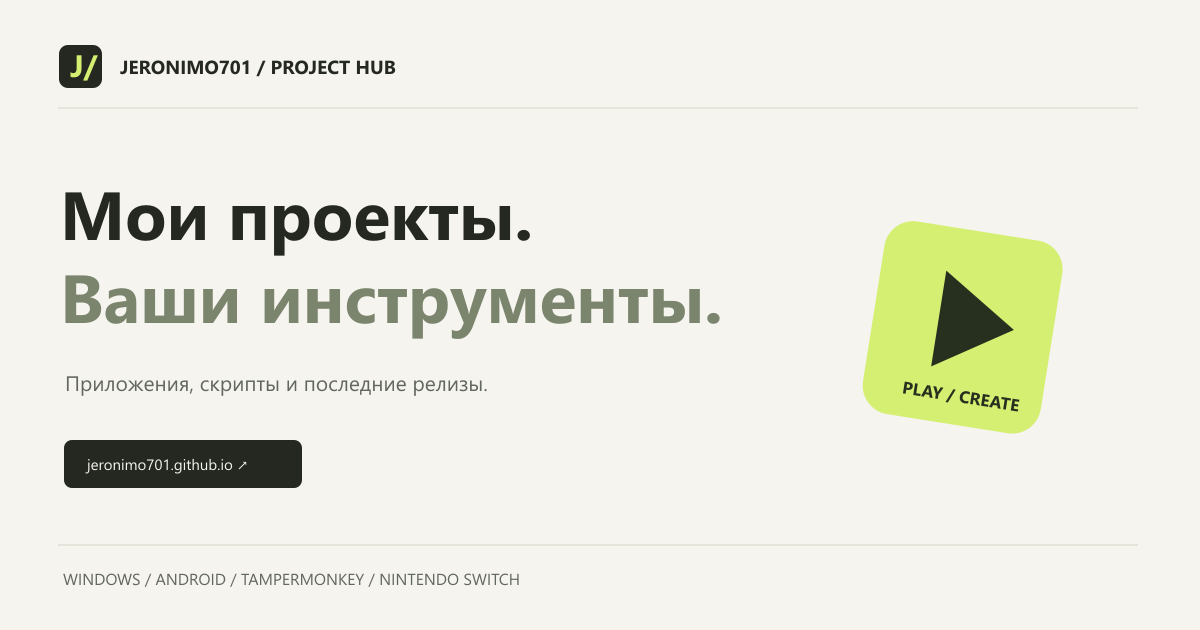 J/
JERONIMO701 / PROJECT HUB
Мои проекты.
Ваши инструменты.
Приложения, скрипты и последние релизы.
jeronimo701.github.io ↗
PLAY / CREATE
WINDOWS / ANDROID / TAMPERMONKEY / NINTENDO SWITCH